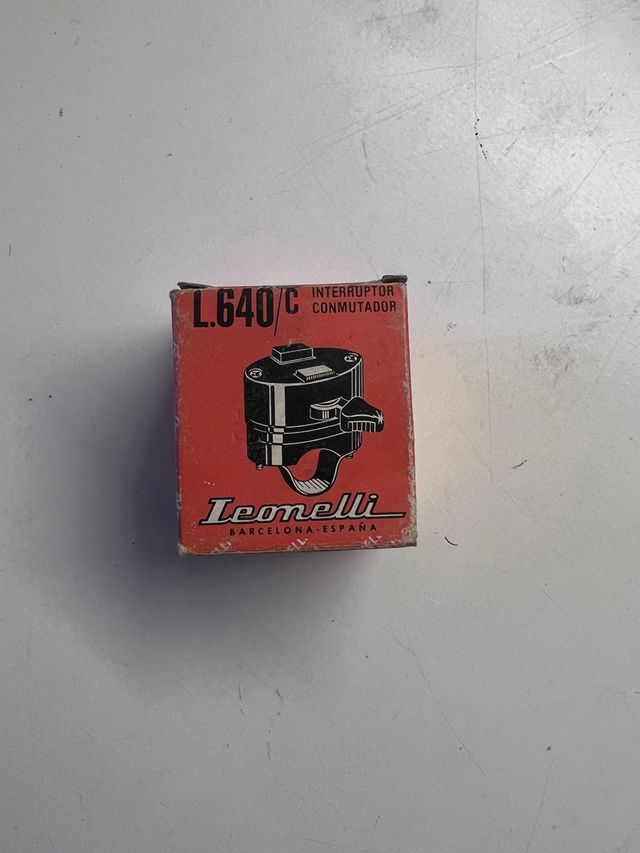 L.640/C INTERRUPTOR
CONMUTADOR
Leonelli
BARCELONA-ESPAÑA